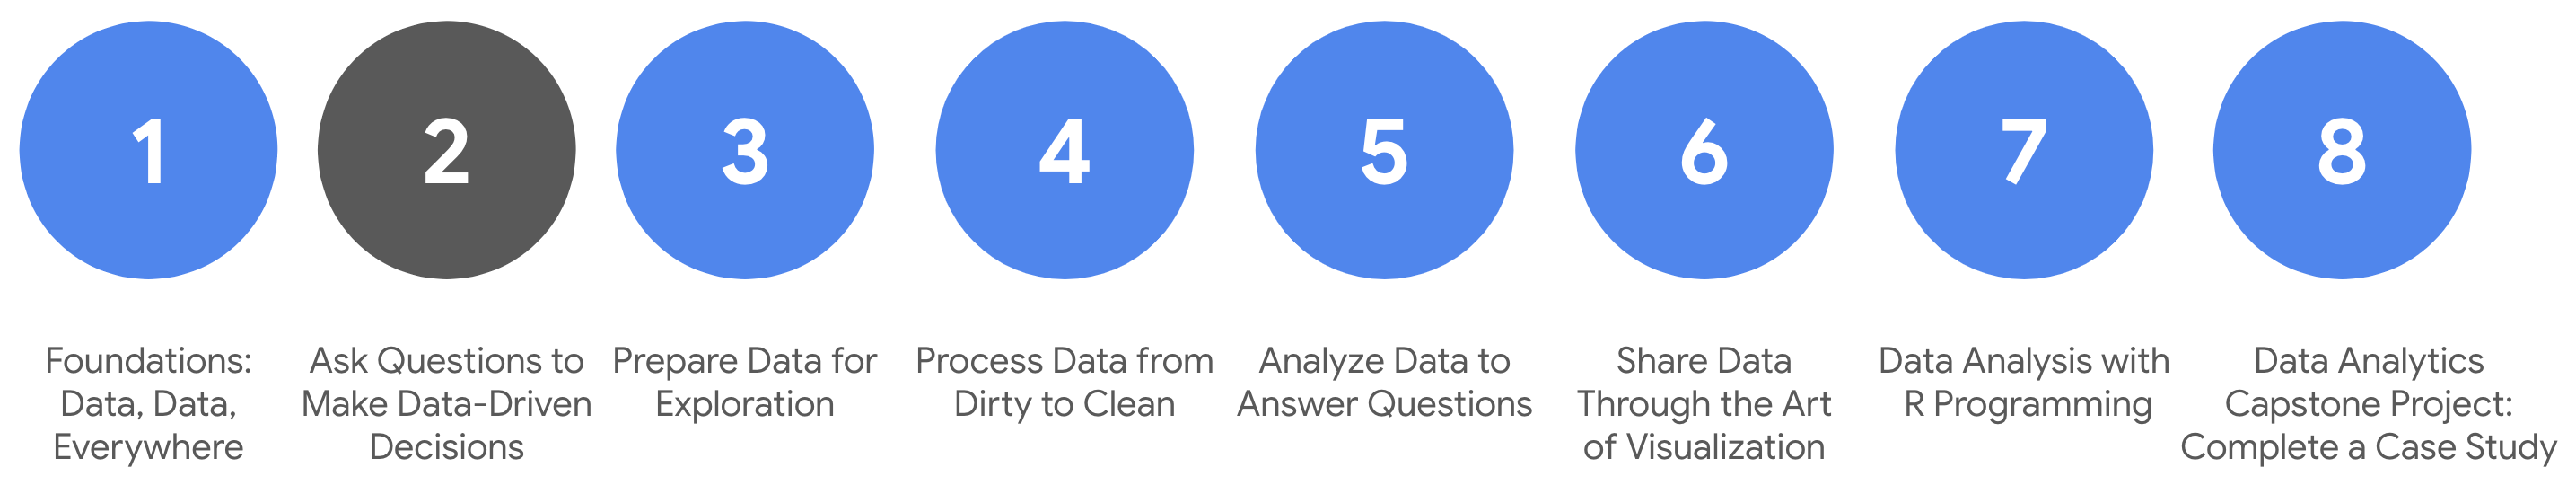 1
2
3
4
5
6
7
8
Foundations:
Data, Data,
Everywhere
Ask Questions to
Make Data-Driven
Decisions
Prepare Data for
Exploration
Process Data from
Dirty to Clean
Analyze Data to
Answer Questions
Share Data
Through the Art
of Visualization
Data Analysis with
R Programming
Data Analytics
Capstone Project:
Complete a Case Study